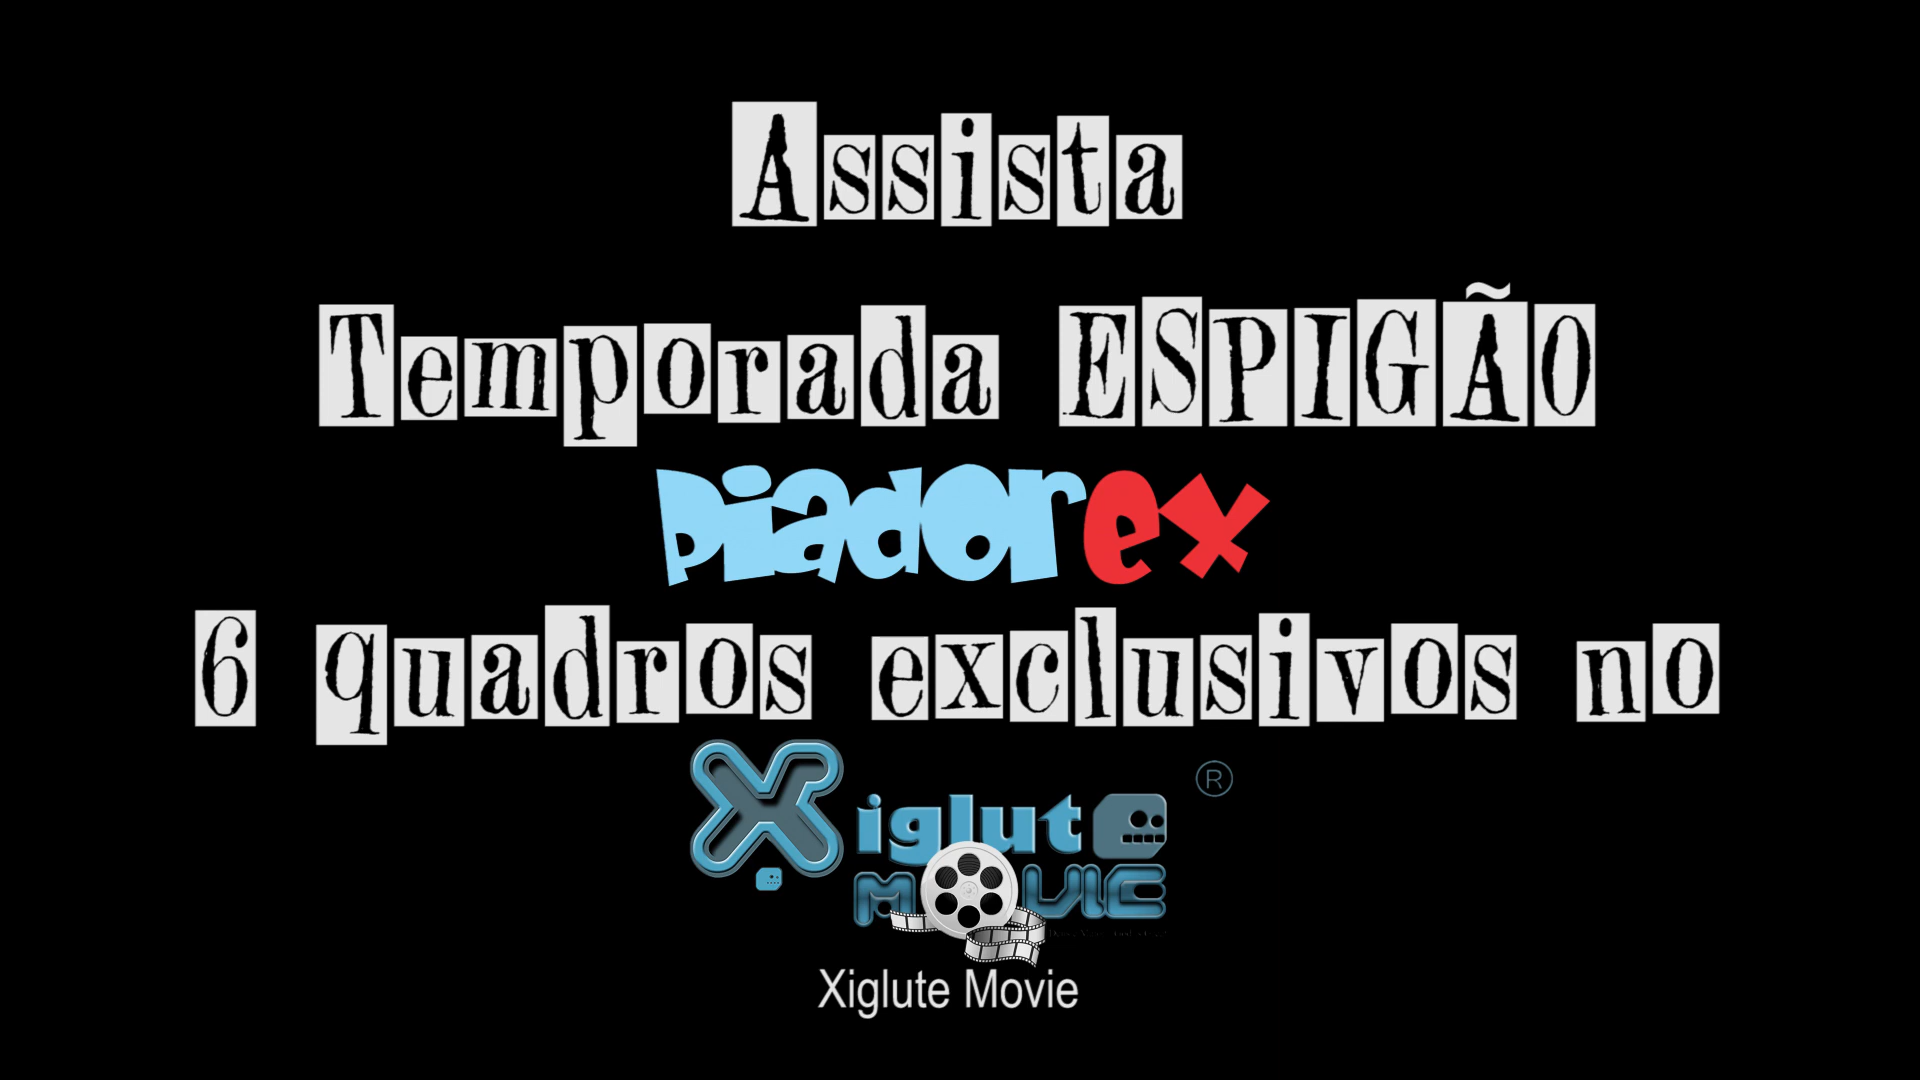 Assista
Temporada ESPIGÃO
Piadorex
6 quadros exclusivos no
Xiglute ®
MOVIE
Xiglute Movie